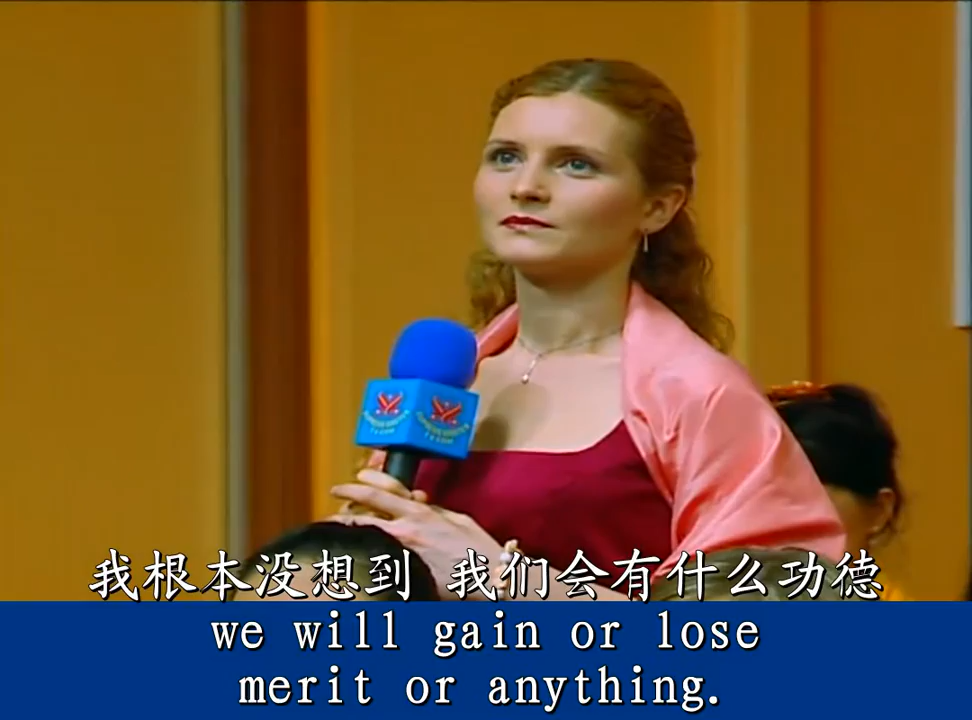 我根本没想到 我们会有什么功德
we will gain or lose
merit or anything.